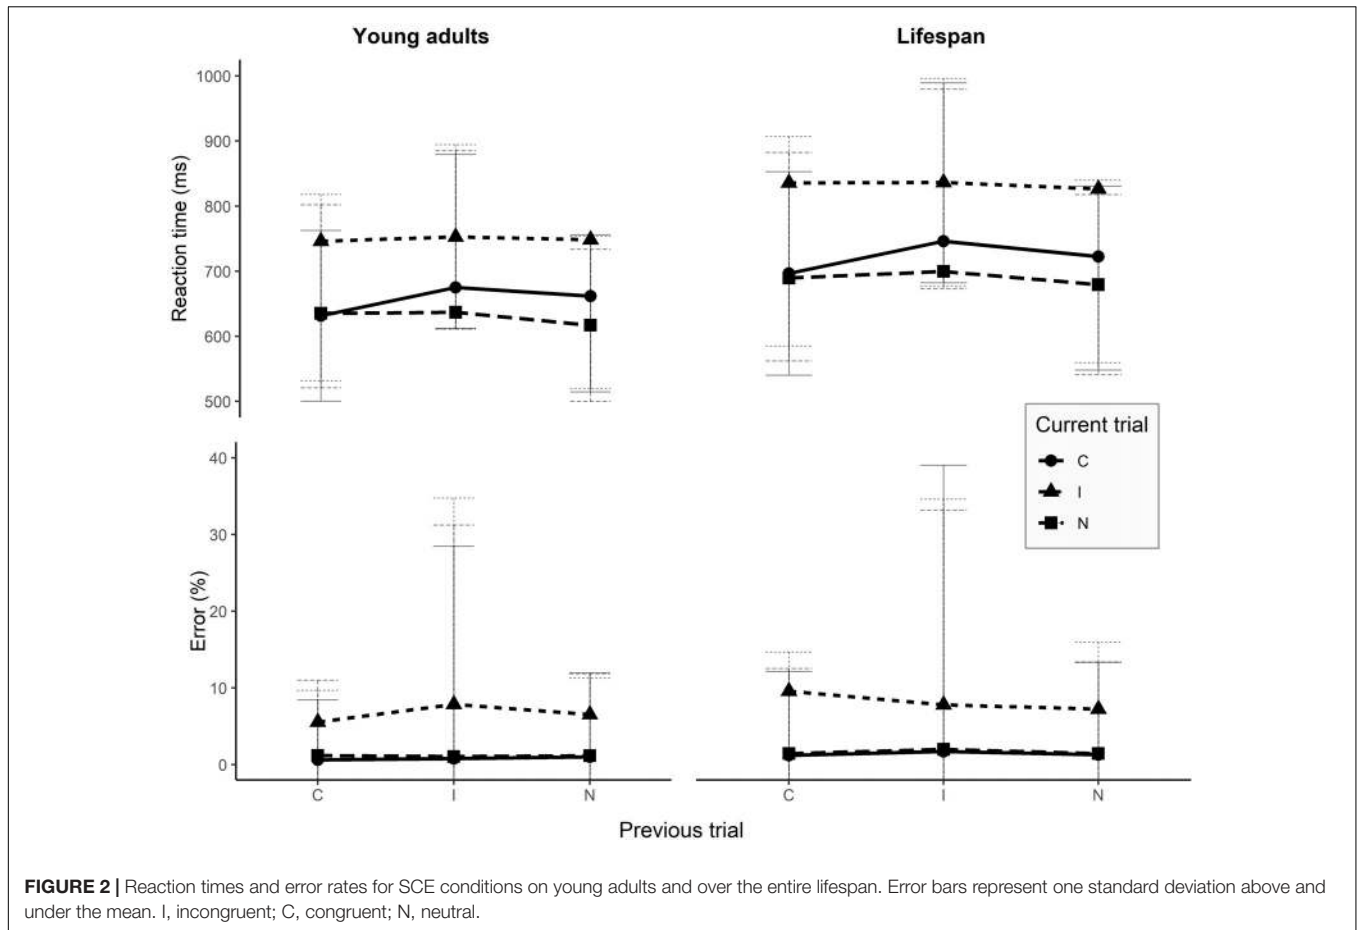 Young adults
Lifespan
Reaction time (ms)
1000
900
800
700
600
500
Current trial
C
I
N
Error (%)
40
30
20
10
0
C I N
C I N
Previous trial
FIGURE 2 | Reaction times and error rates for SCE conditions on young adults and over the entire lifespan. Error bars represent one standard deviation above and
under the mean. I, incongruent; C, congruent; N, neutral.